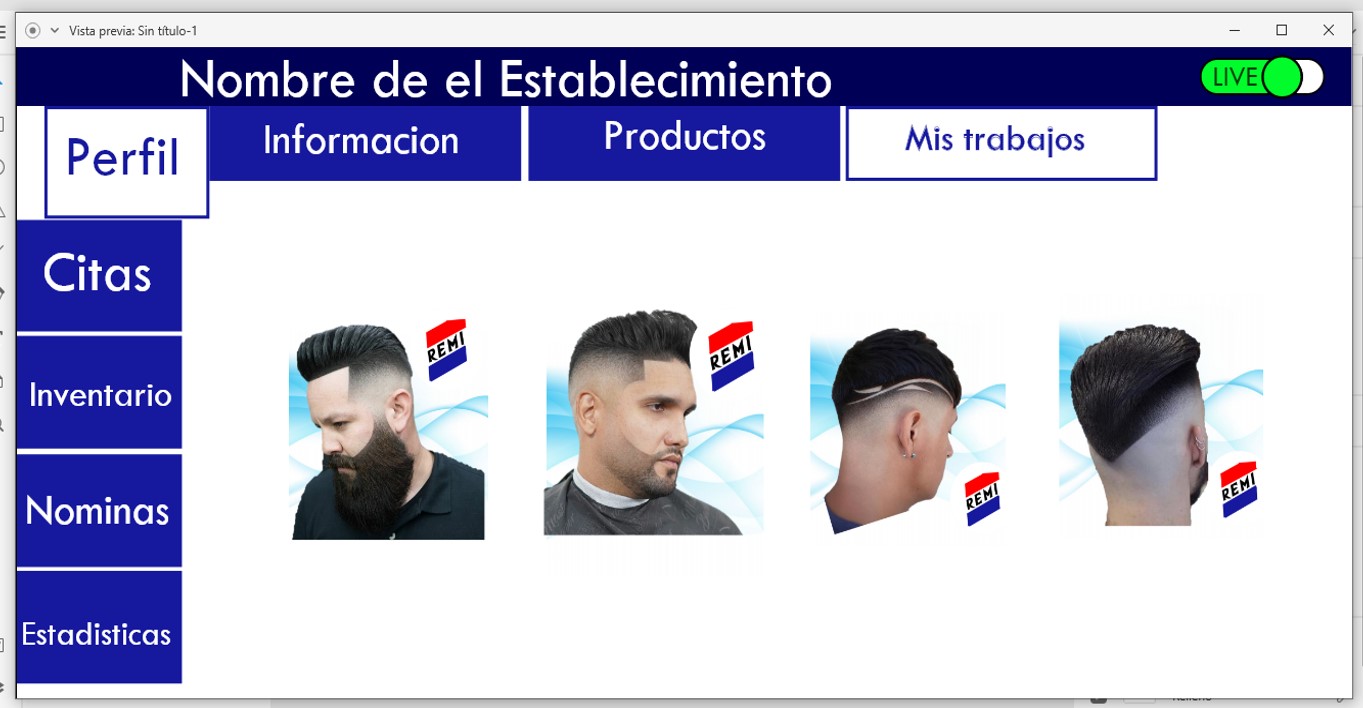 Vista previa: Sin título-1
Nombre de el Establecimiento
LIVE
Perfil
Informacion
Productos
Mis trabajos
Citas
Inventario
Nominas
Estadisticas
REMI
REMI
REMI
REMI